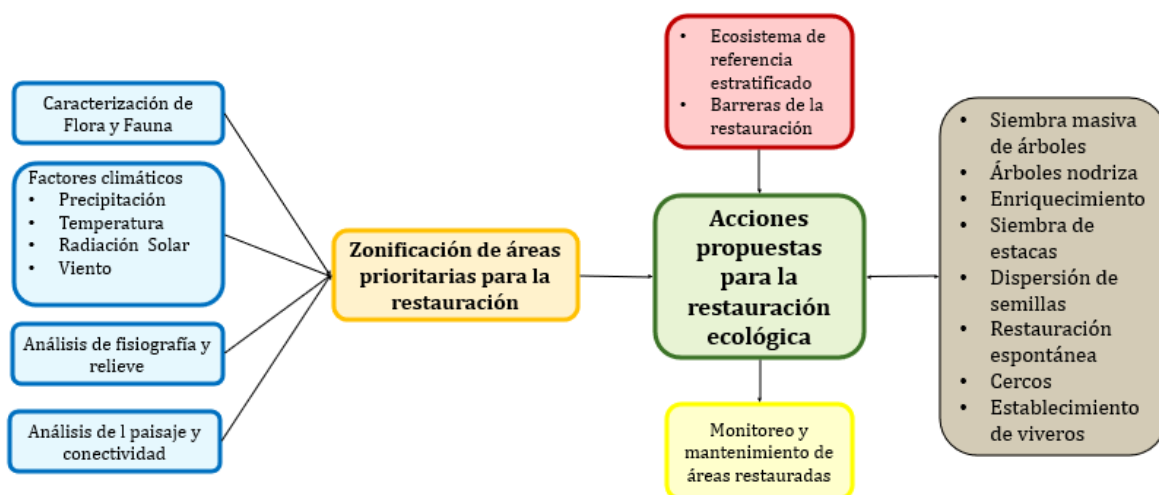 Caracterización de
Flora y Fauna
Factores climáticos
• Precipitación
• Temperatura
• Radiación Solar
• Viento
Análisis de fisiografía y
relieve
Análisis de l paisaje y
conectividad
Zonificación de áreas
prioritarias para la
restauración
• Ecosistema de
referencia
estratificado
• Barreras de la
restauración
Acciones
propuestas
para la
restauración
ecológica
Monitoreo y
mantenimiento de
áreas restauradas
• Siembra masiva
de árboles
• Árboles nodriza
• Enriquecimiento
• Siembra de
estacas
• Dispersión de
semillas
• Restauración
espontánea
• Cercos
• Establecimiento
de viveros